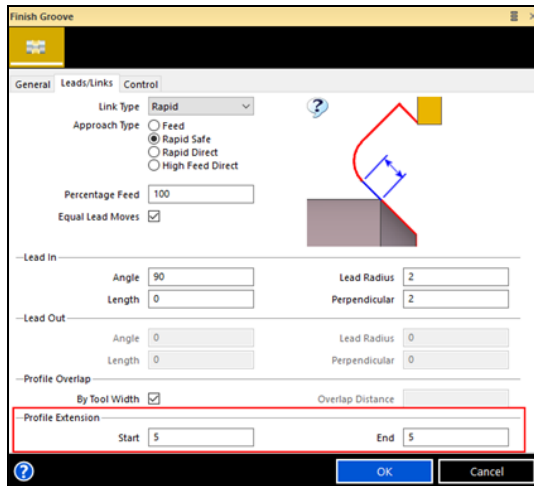 Finish Groove
General Leads/Links Control
Link Type Rapid
Approach Type Feed
Rapid Safe
Rapid Direct
High Feed Direct
Percentage Feed 100
Equal Lead Moves
Lead In
Angle 90 Lead Radius 2
Length 0 Perpendicular 2
Lead Out
Angle 0 Lead Radius 0
Length 0 Perpendicular 0
Profile Overlap
By Tool Width Overlap Distance
Profile Extension
Start 5 End 5
OK Cancel